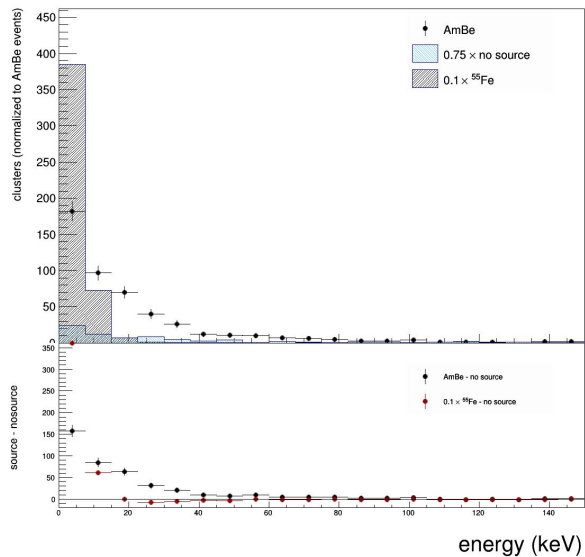 clusters (normalized to AmBe events)
450
400
350
300
250
200
150
100
50
0
AmBe
0.75 × no source
0.1 × ⁵⁵Fe
source - nosource
350
300
250
200
150
100
50
0
AmBe - no source
0.1 × ⁵⁵Fe - no source
0 20 40 60 80 100 120 140
energy (keV)